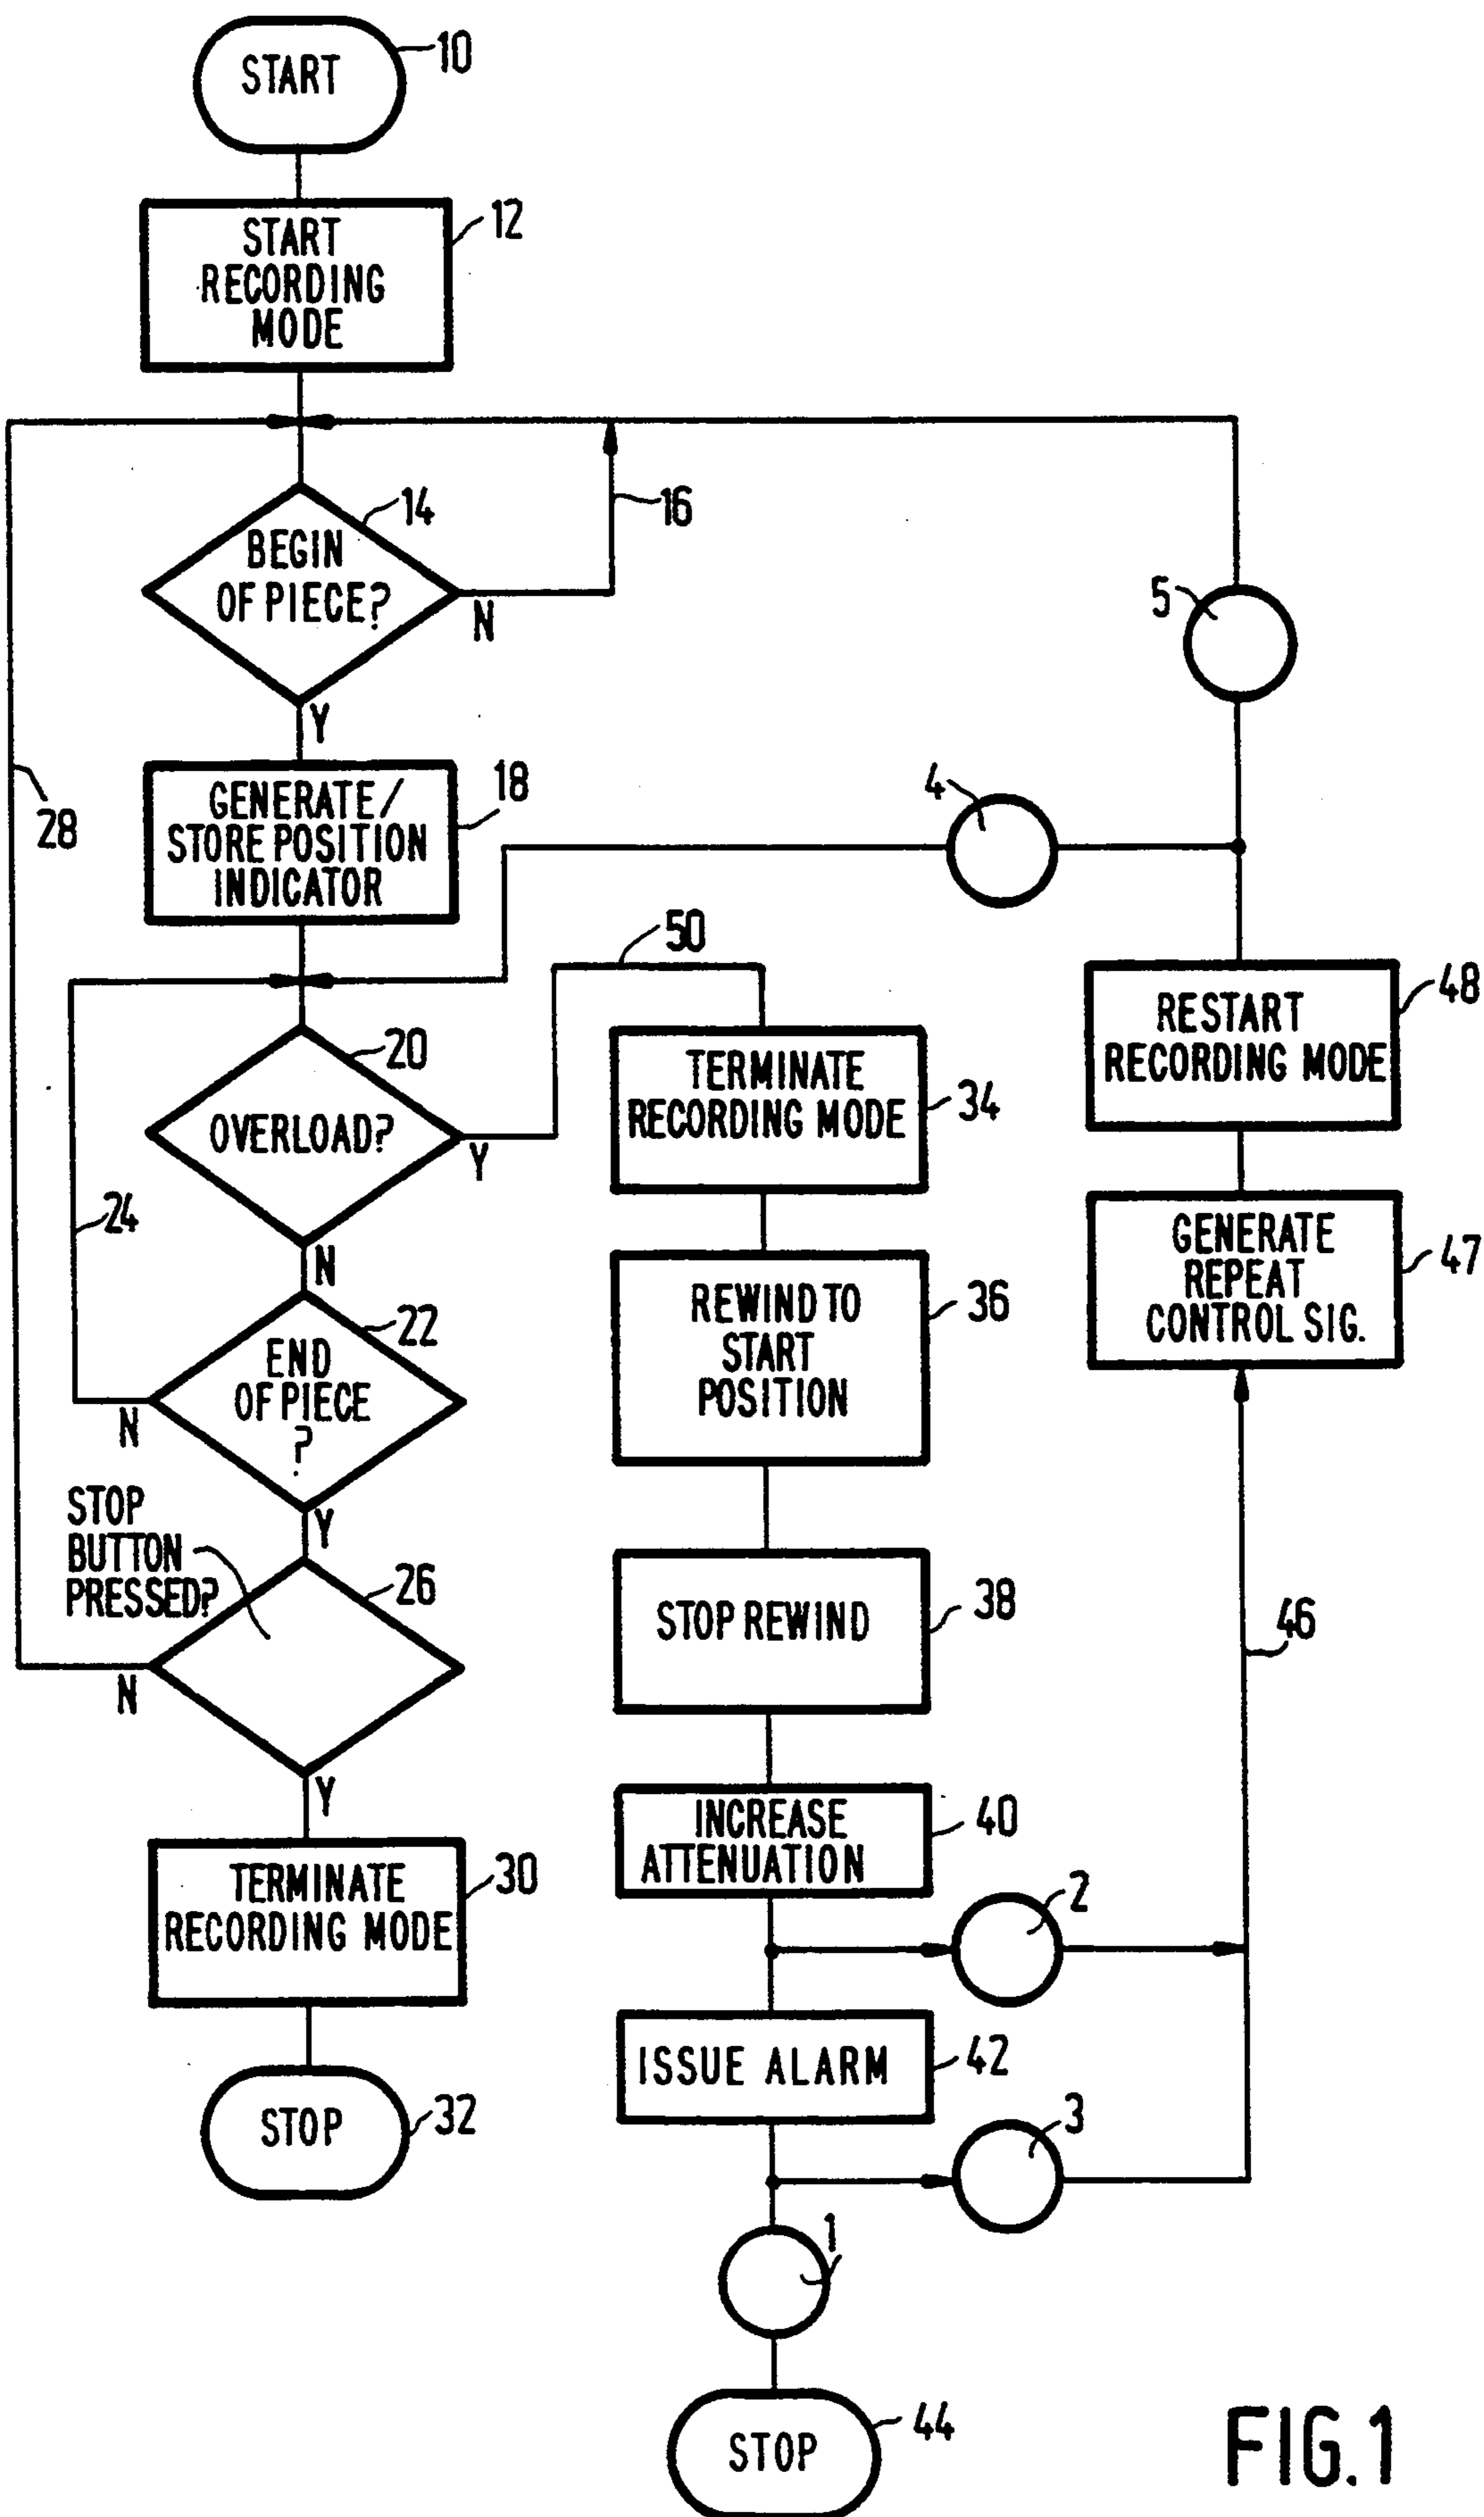 START
10
START
RECORDING
MODE
12
14
BEGIN
OF PIECE?
N
16
Y
5
28
GENERATE/
STORE POSITION
INDICATOR
18
4
50
20
OVERLOAD?
Y
TERMINATE
RECORDING MODE
34
RESTART
RECORDING MODE
48
24
N
22
END
OF PIECE
?
N
Y
REWIND TO
START
POSITION
36
GENERATE
REPEAT
CONTROL SIG.
47
STOP
BUTTON
PRESSED?
26
N
Y
STOP REWIND
38
46
INCREASE
ATTENUATION
40
2
TERMINATE
RECORDING MODE
30
ISSUE ALARM
42
3
STOP
32
1
STOP
44
FIG.1